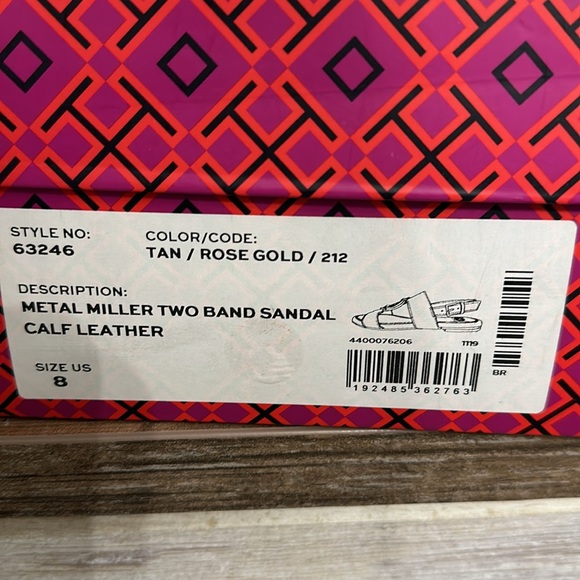 STYLE NO:
63246
COLOR/CODE:
TAN / ROSE GOLD / 212
DESCRIPTION:
METAL MILLER TWO BAND SANDAL
CALF LEATHER
SIZE US
8
4400076206 1119
192485 362763
BR